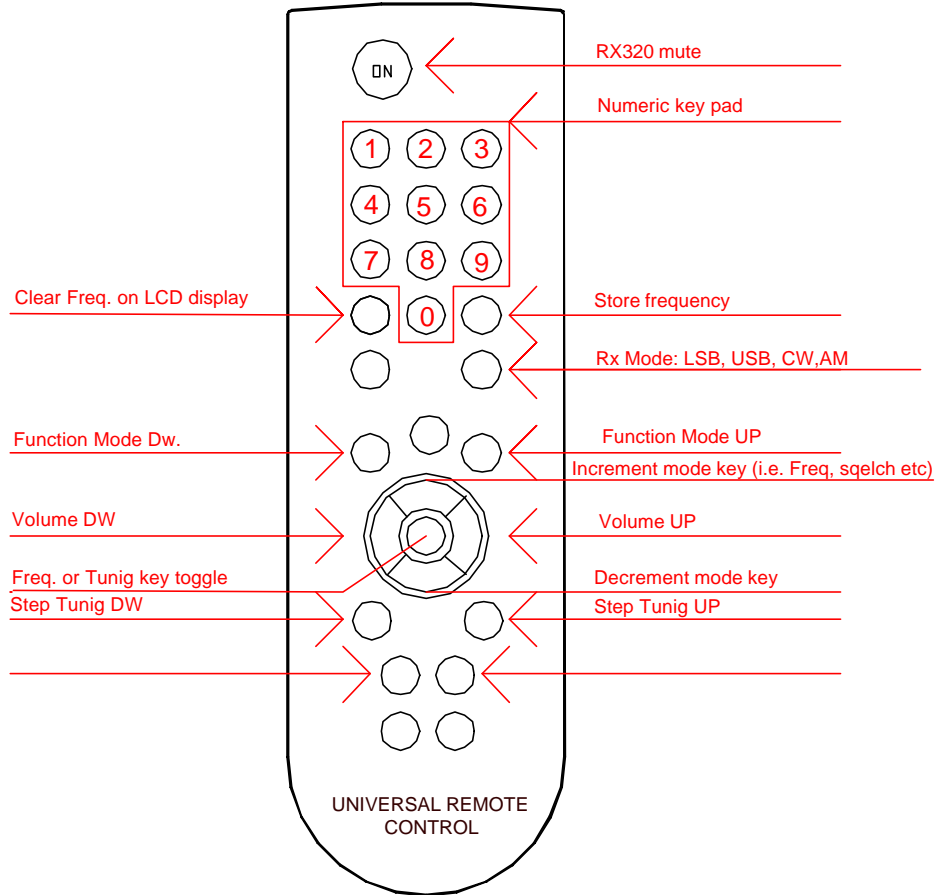 RX320 mute
ON
Numeric key pad
1 2 3
4 5 6
7 8 9
Clear Freq. on LCD display
0
Store frequency
Rx Mode: LSB, USB, CW,AM
Function Mode Dw.
Function Mode UP
Increment mode key (i.e. Freq, sqelch etc)
Volume DW
Volume UP
Freq. or Tunig key toggle
Decrement mode key
Step Tunig DW
Step Tunig UP
UNIVERSAL REMOTE
CONTROL